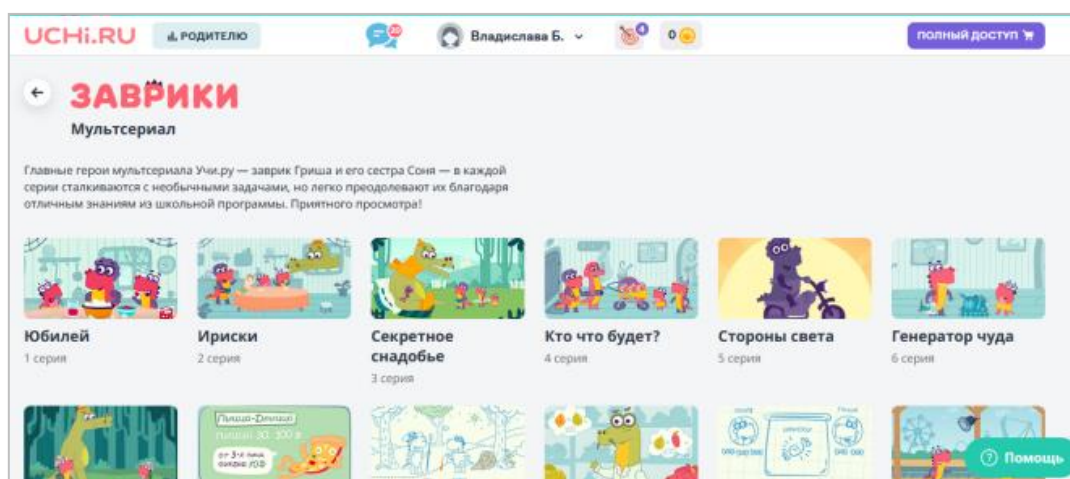 UCHi.RU РОДИТЕЛЮ 20 Владислава Б. 4 0 ПОЛНЫЙ ДОСТУП
ЗАВРИКИ
Мультсериал
Главные герои мультсериала Учи.ру — заврик Гриша и его сестра Соня — в каждой
серии сталкиваются с необычными задачами, но легко преодолевают их благодаря
отличным знаниям из школьной программы. Приятного просмотра!
Юбилей
1 серия
Ириски
2 серия
Секретное
снадобье
3 серия
Кто что будет?
4 серия
Стороны света
5 серия
Генератор чуда
6 серия
Помощь